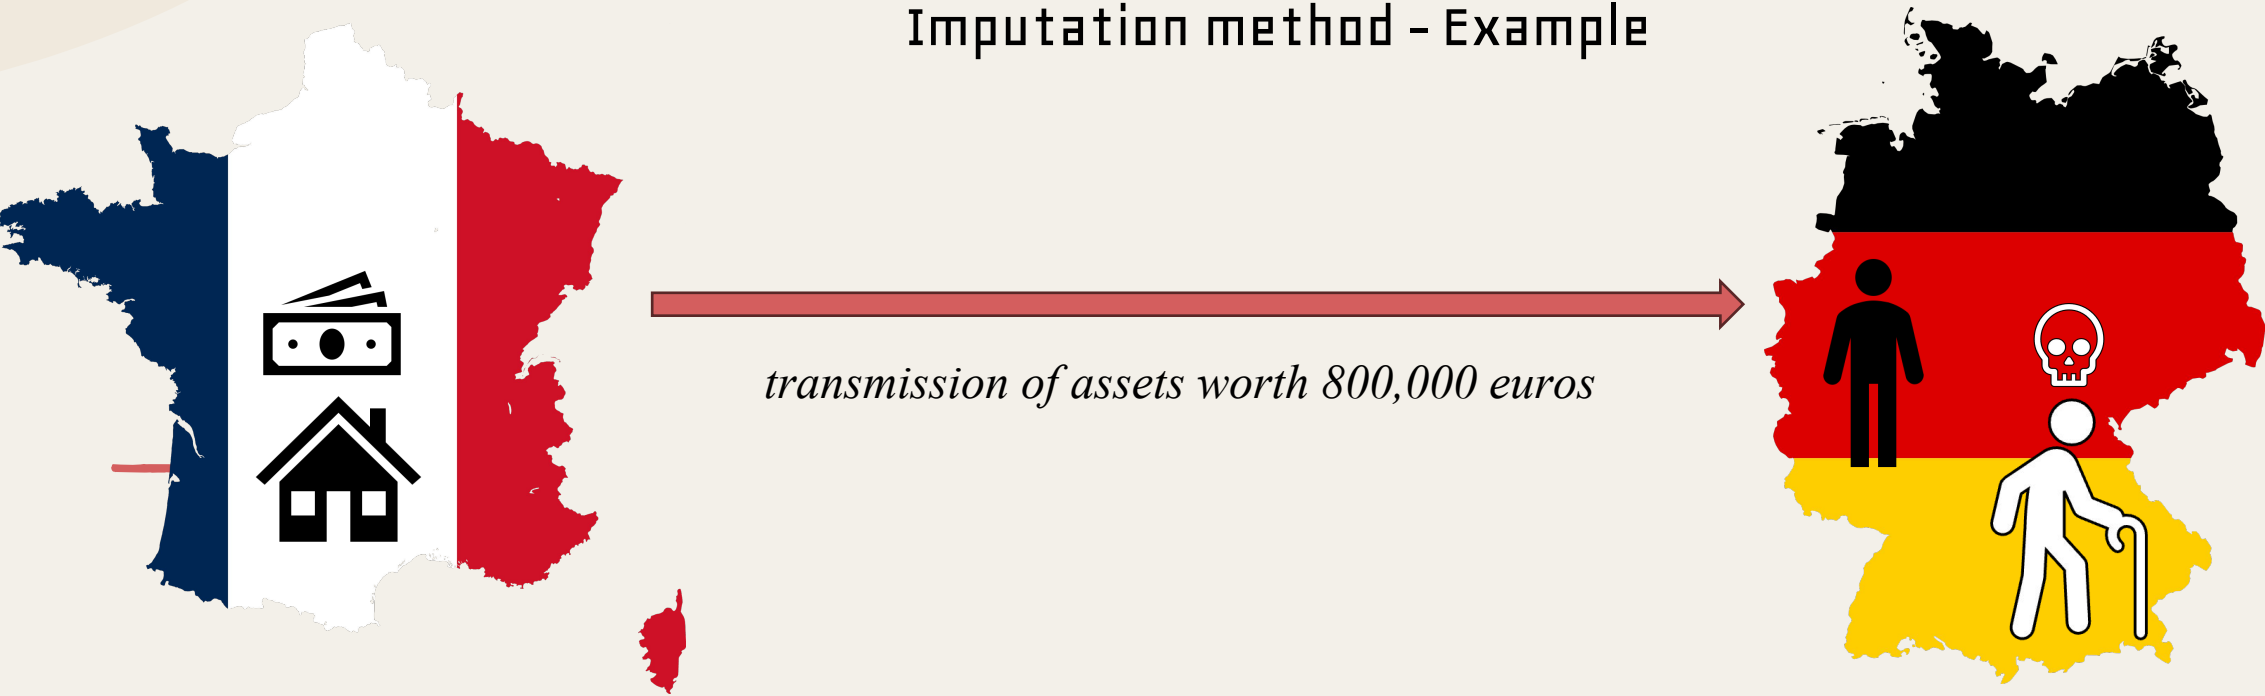 Imputation method - Example
transmission of assets worth 800,000 euros